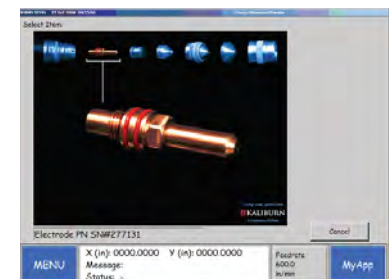 Select Item
KALIBURN
Electrode PN SN#277131
Cancel
MENU
X (in): 0000.0000 Y (in): 0000.0000
Message:
Status: -
Feedrate
600.0
in/min
MyApp